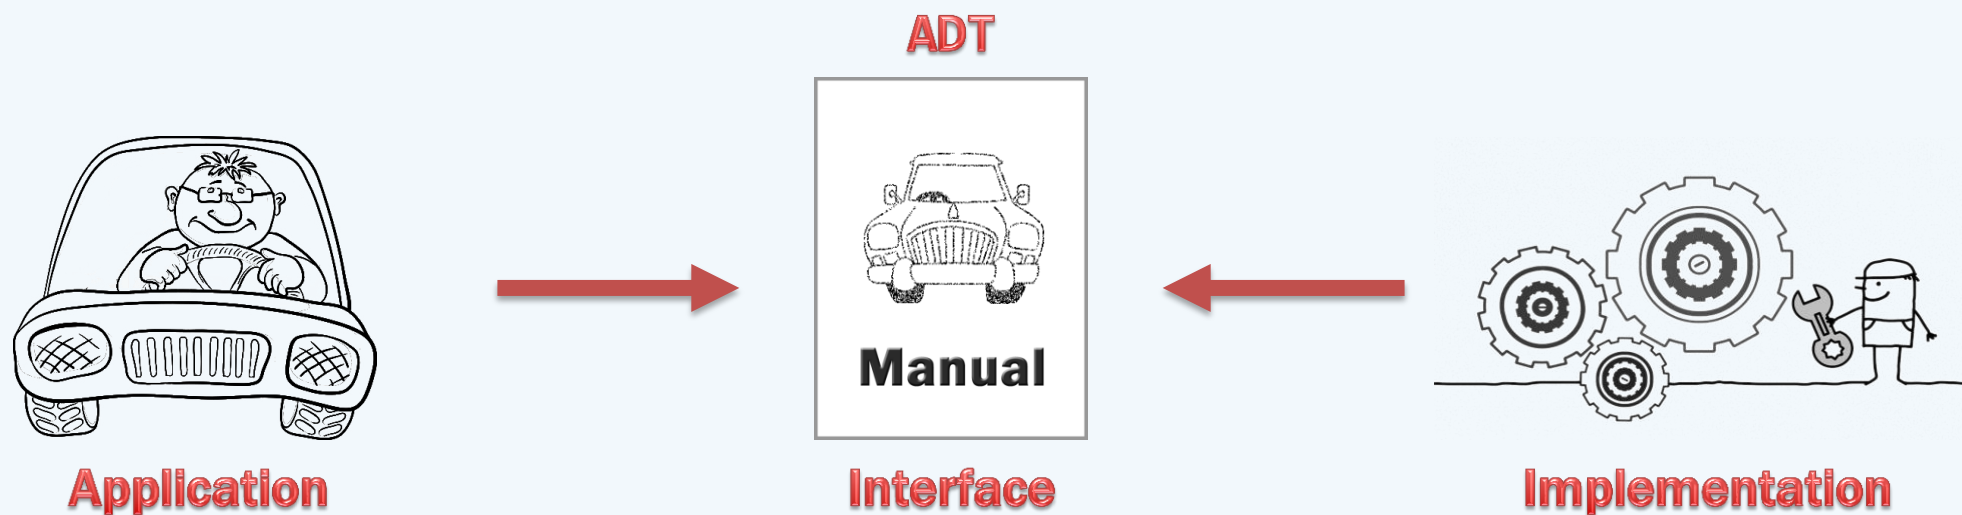 ADT
Manual
Application
Interface
Implementation